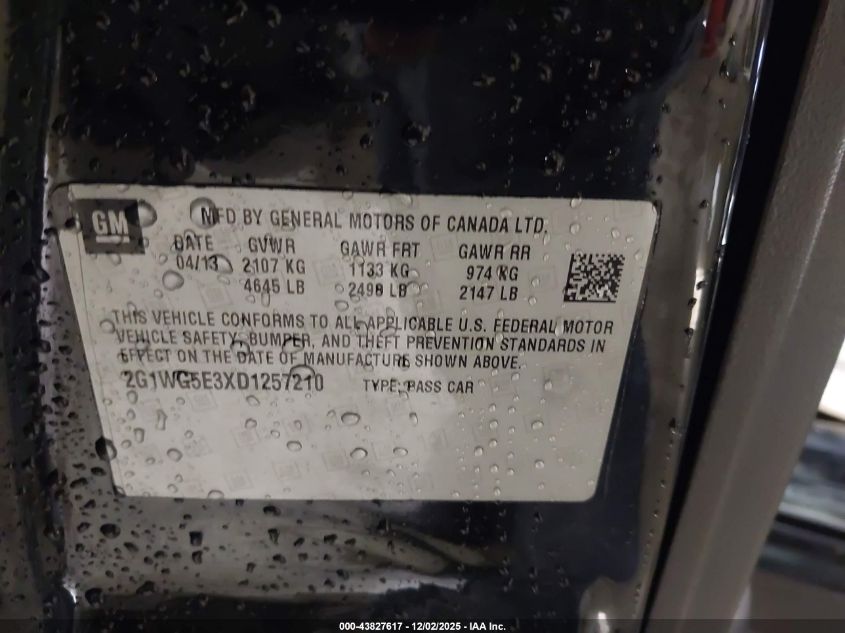 GM
MFD BY GENERAL MOTORS OF CANADA LTD.
DATE GVWR GAWR FRT GAWR RR
04/13 2107 KG 1133 KG 974 KG
4645 LB 2498 LB 2147 LB
THIS VEHICLE CONFORMS TO ALL APPLICABLE U.S. FEDERAL MOTOR
VEHICLE SAFETY, BUMPER, AND THEFT PREVENTION STANDARDS IN
EFFECT ON THE DATE OF MANUFACTURE SHOWN ABOVE.
2G1WG5E3XD1257210 TYPE: PASS CAR
000-43827617 - 12/02/2025 - IAA Inc.